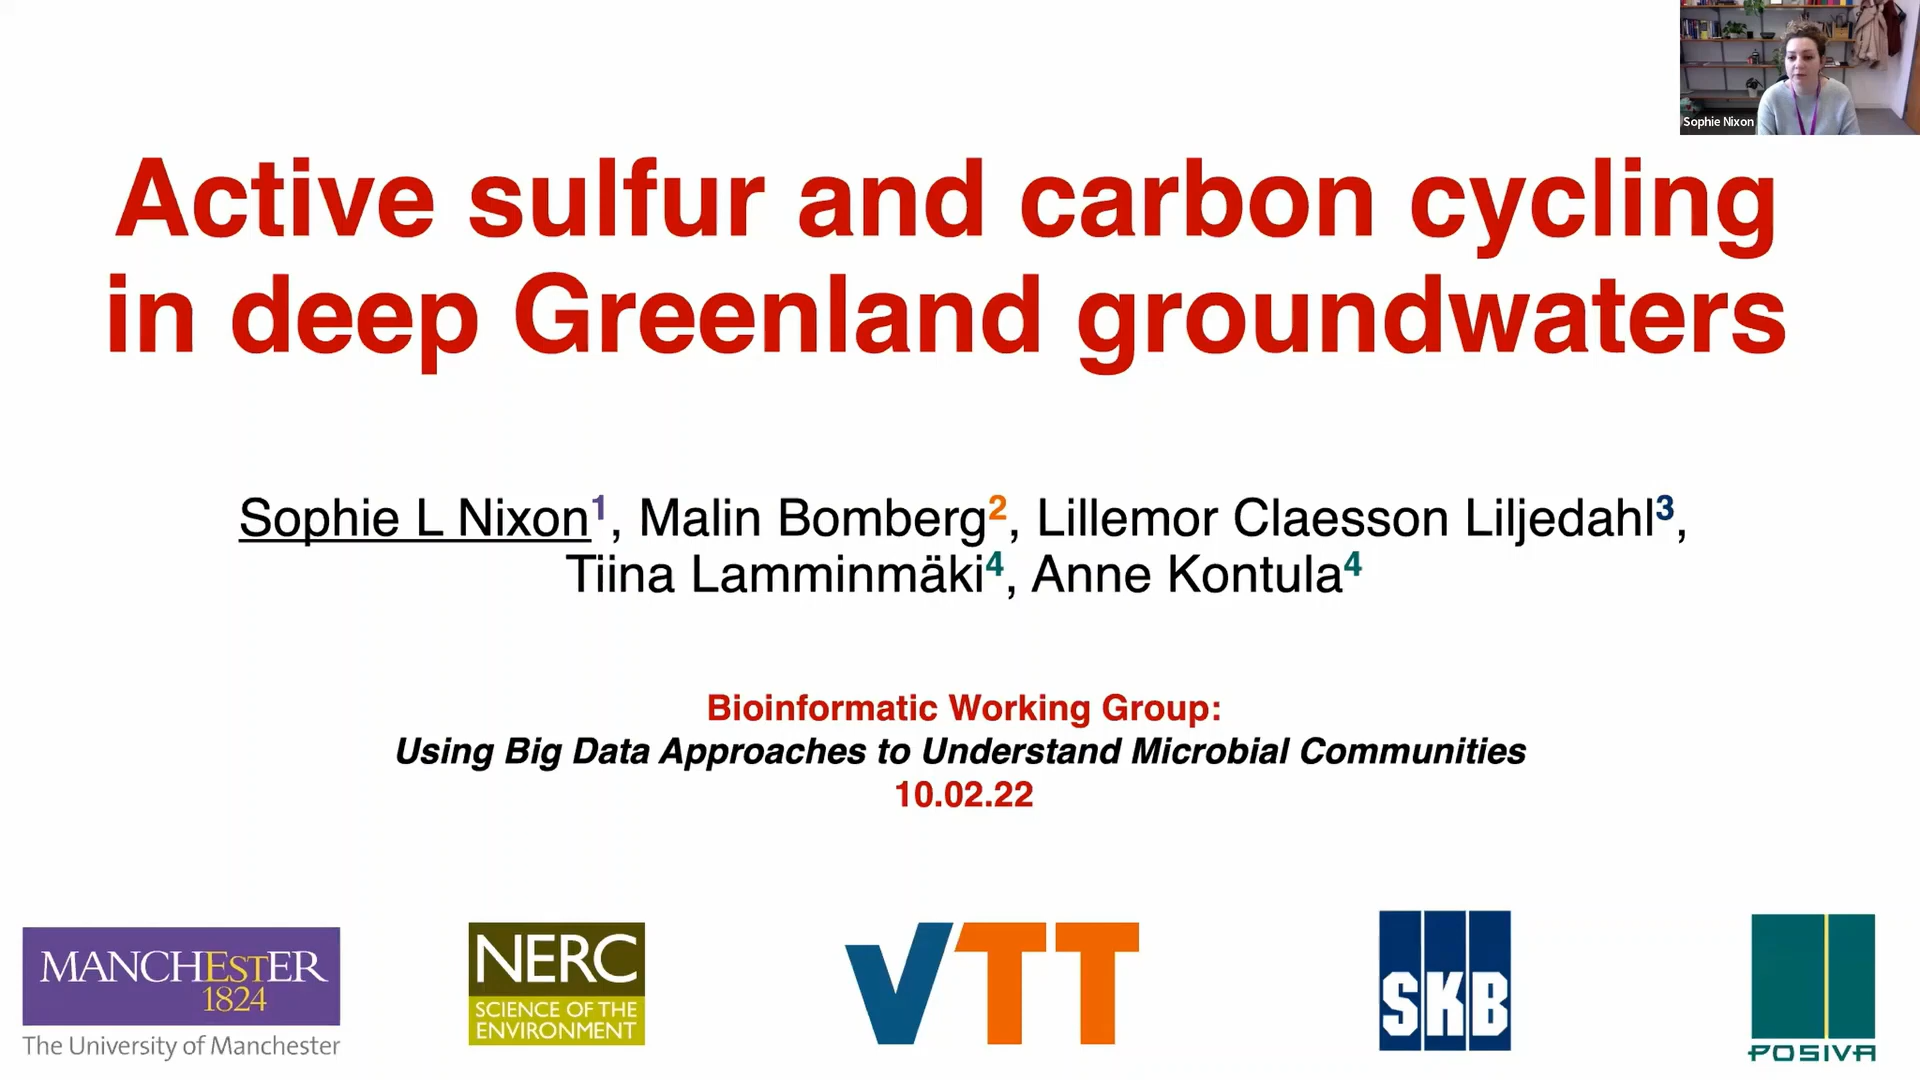 Sophie Nixon
Active sulfur and carbon cycling
in deep Greenland groundwaters
Sophie L Nixon1, Malin Bomberg2, Lillemor Claesson Liljedahl3,
Tiina Lamminmäki4, Anne Kontula4
Bioinformatic Working Group:
Using Big Data Approaches to Understand Microbial Communities
10.02.22
MANCHESTER
1824
The University of Manchester
NERC
SCIENCE OF THE
ENVIRONMENT
VTT
SKB
POSIVA